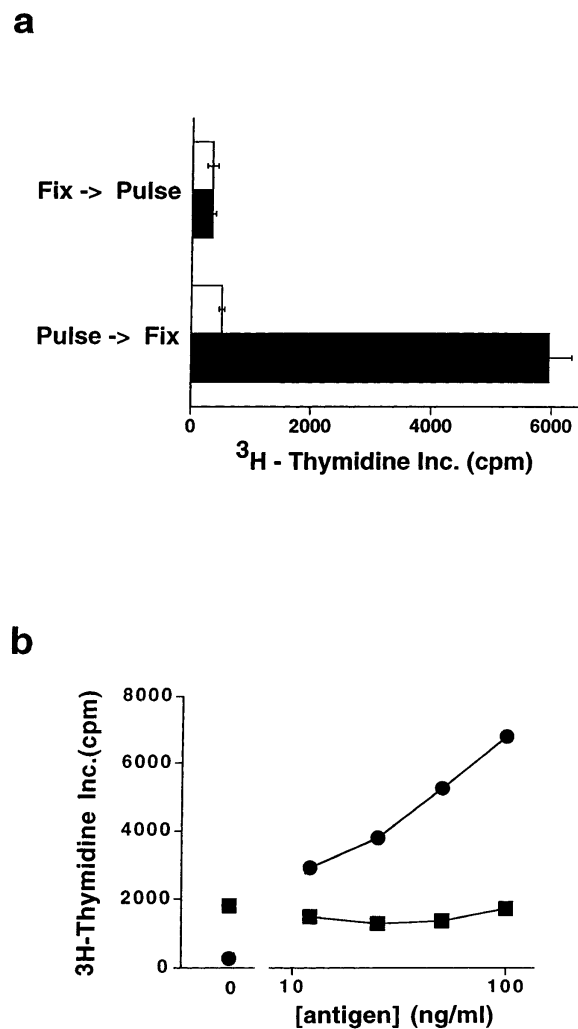 a
Fix -> Pulse
Pulse -> Fix
0 2000 4000 6000
³H - Thymidine Inc. (cpm)
b
3H-Thymidine Inc.(cpm)
8000
6000
4000
2000
0
0 10 100
[antigen] (ng/ml)